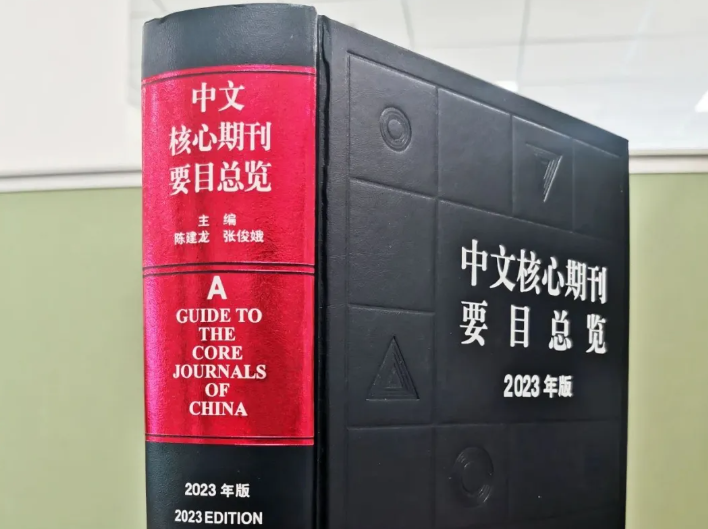 中文
核心期刊
要目总览
主 编
陈建龙 张俊娥
A
GUIDE TO
THE
CORE
JOURNALS
OF
CHINA
2023 年版
2023 EDITION
中文核心期刊
要目总览
2023 年版